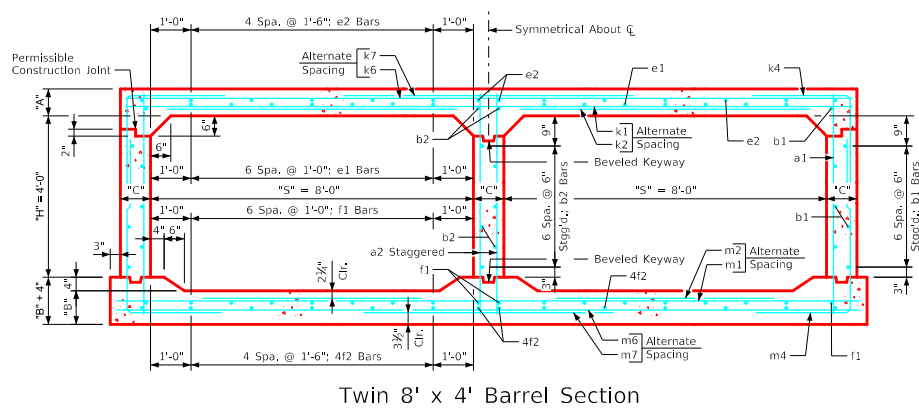 1'-0"
4 Spa. @ 1'-6"; e2 Bars
1'-0"
Symmetrical About ℄
Permissible
Construction Joint
Alternate
Spacing
k7
k6
e2
e1
k4
"A"
2"
6"
6"
b2
9"
k1
k2
Alternate
Spacing
e2
b1
a1
9"
Beveled Keyway
1'-0"
6 Spa. @ 1'-0"; e1 Bars
1'-0"
"H" = 4'-0"
"C"
"S" = 8'-0"
"C"
6 Spa. @ 6"
Stgg'd.; b2 Bars
"S" = 8'-0"
"C"
6 Spa. @ 6"
Stgg'd.; b1 Bars
1'-0"
6 Spa. @ 1'-0"; f1 Bars
1'-0"
4"
6"
b2
b1
3"
a2 Staggered
m2
m1
Alternate
Spacing
Beveled Keyway
f1
2¾"
Clr.
4f2
3"
3"
4"
"B" + 4"
"B"
3½"
Clr.
4f2
m6
m7
Alternate
Spacing
m4
f1
1'-0"
4 Spa. @ 1'-6"; 4f2 Bars
1'-0"
Twin 8' x 4' Barrel Section